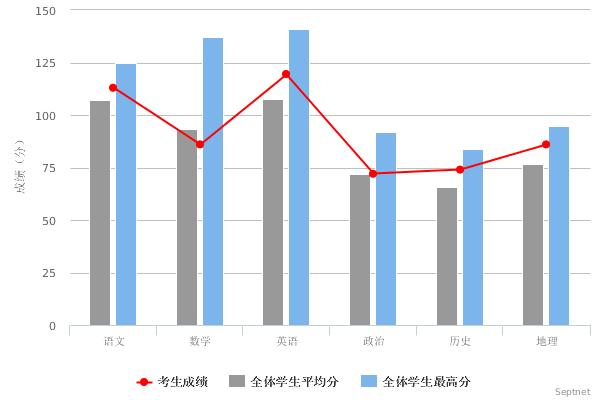 150
125
100
75
50
25
0
成绩（分）
语文 数学 英语 政治 历史 地理
考生成绩 全体学生平均分 全体学生最高分
Septnet